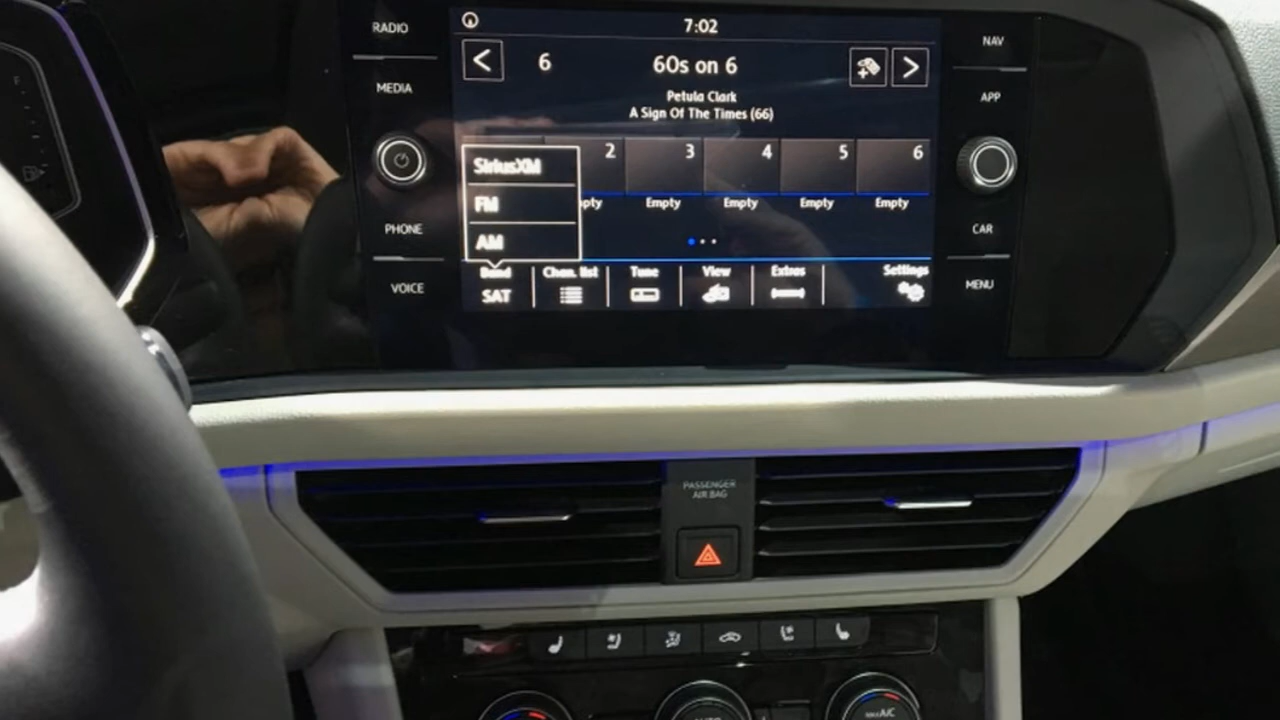 RADIO
MEDIA
PHONE
VOICE
7:02
6
60s on 6
Petula Clark
A Sign Of The Times (66)
SiriusXM
FM
AM
2
3
4
5
6
pty
Empty
Empty
Empty
Empty
Band
SAT
Chan. list
Tune
View
Extras
Settings
NAV
APP
CAR
MENU
F
PASSENGER
AIR BAG
A/C